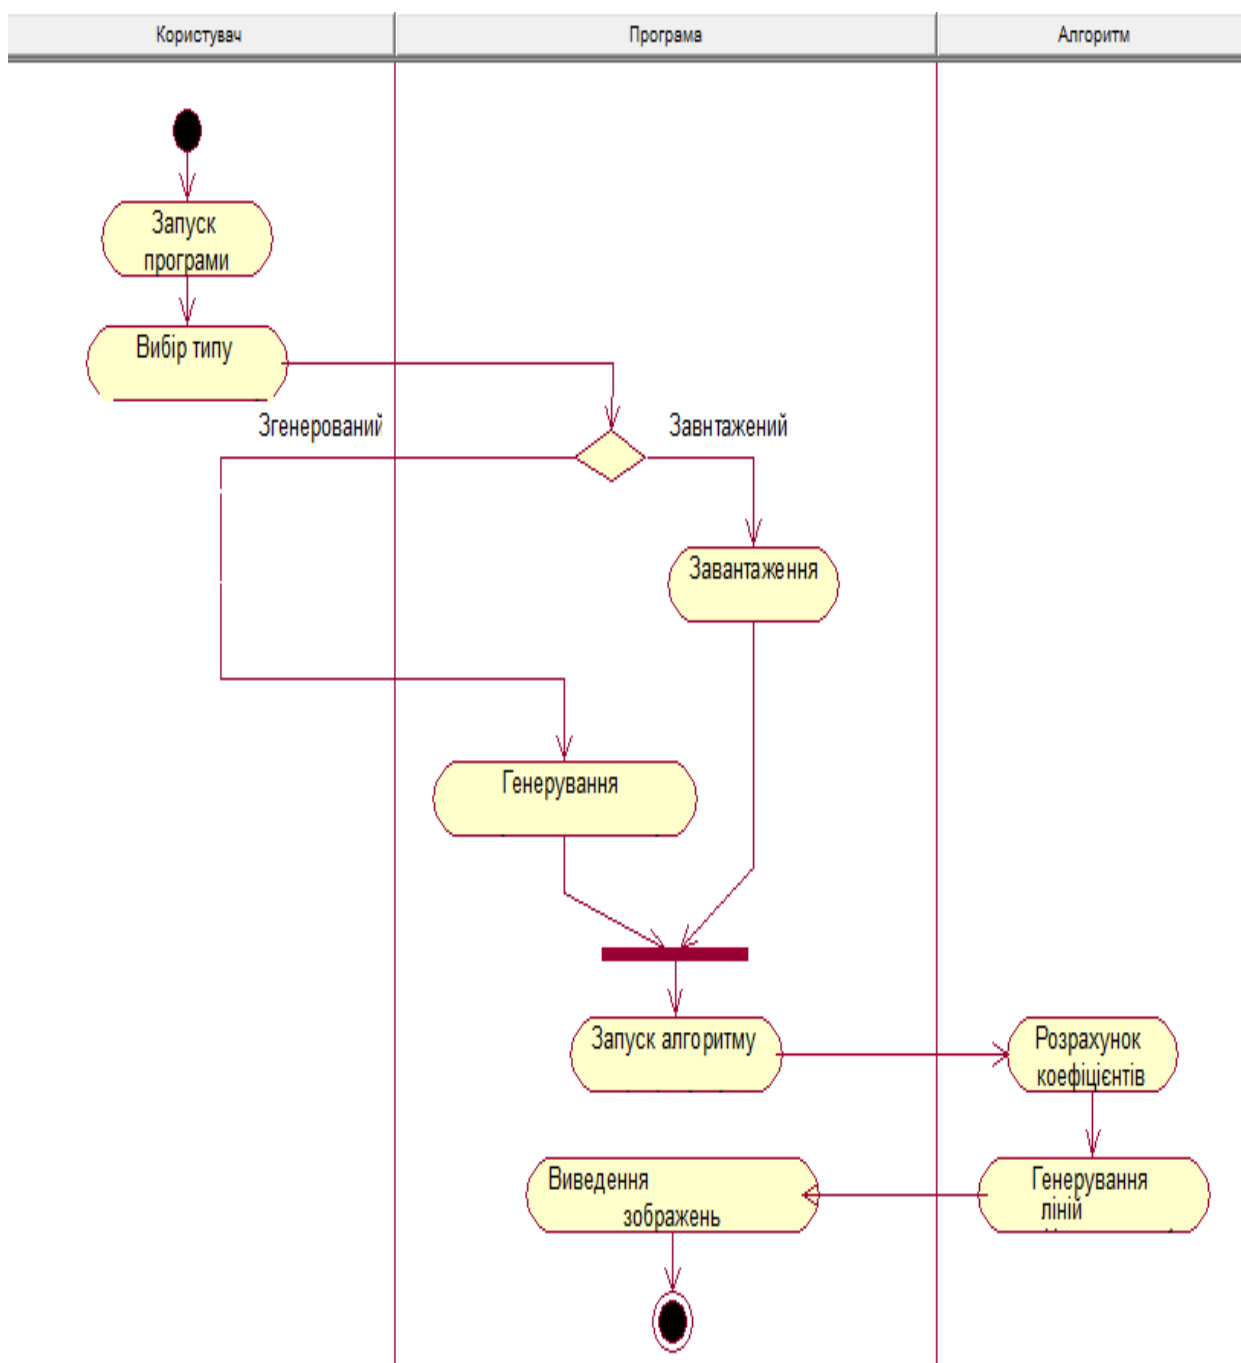 Користувач
Програма
Алгоритм
Запуск
програми
Вибір типу
Згенерований
Завнтажений
Завантаження
Генерування
Запуск алгоритму
Розрахунок
коефіцієнтів
Виведення
зображень
Генерування
ліній